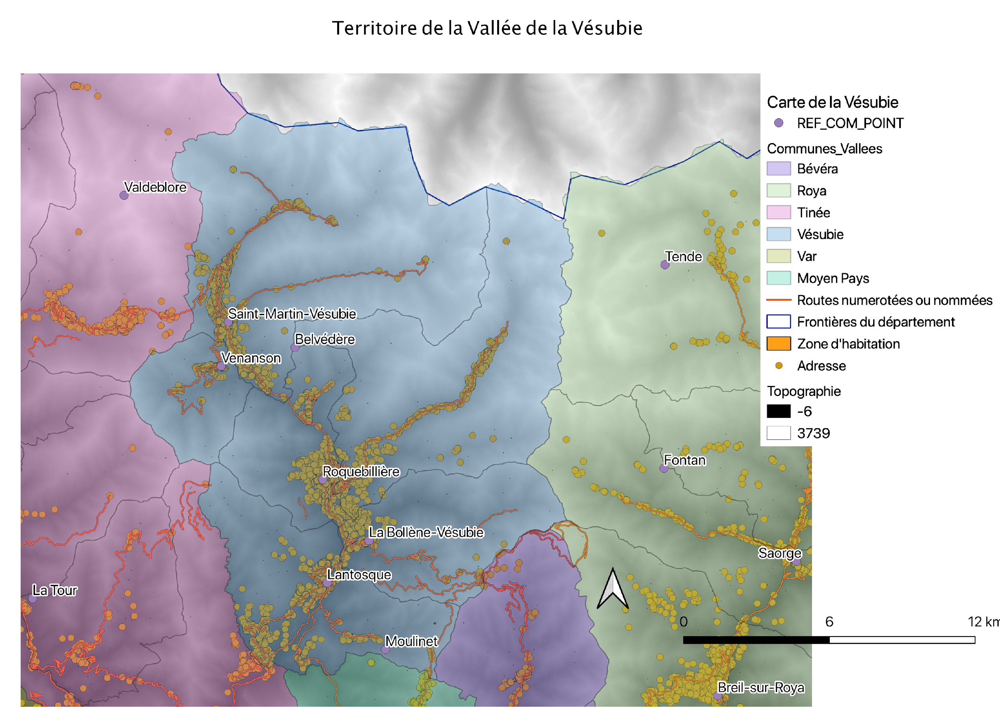 Territoire de la Vallée de la Vésubie
Carte de la Vésubie
REF_COM_POINT
Communes_Vallees
Bévéra
Roya
Tinée
Vésubie
Var
Moyen Pays
Routes numerotées ou nommées
Frontières du département
Zone d'habitation
Adresse
Topographie
-6
3739
Valdeblore
Tende
Saint-Martin-Vésubie
Belvédère
Venanson
Fontan
Roquebillière
La Bollène-Vésubie
Saorge
Lantosque
La Tour
0 6 12 km
Moulinet
Breil-sur-Roya